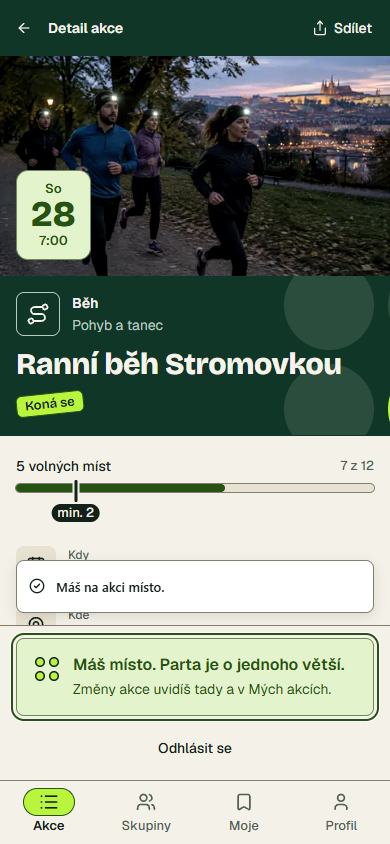 Detail akce
Sdílet
So
28
7:00
Běh
Pohyb a tanec
Ranní běh Stromovkou
Koná se
5 volných míst
7 z 12
min. 2
Kdy
Máš na akci místo.
Kde
Máš místo. Parta je o jednoho větší.
Změny akce uvidíš tady a v Mých akcích.
Odhlásit se
Akce
Skupiny
Moje
Profil